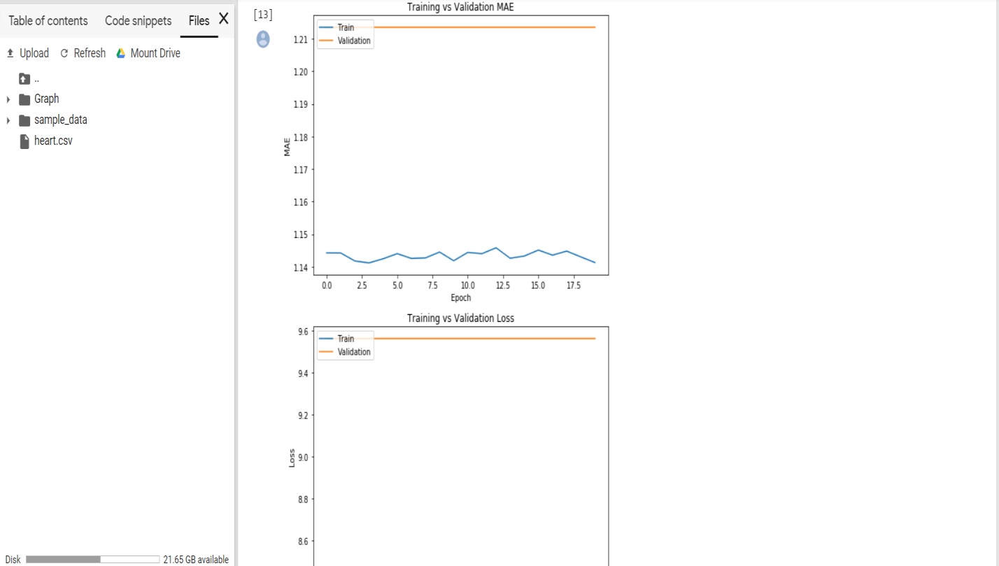 Table of contents Code snippets Files X
Upload Refresh Mount Drive
..
Graph
sample_data
heart.csv
Disk 21.65 GB available
[13]
Training vs Validation MAE
Train
Validation
1.21
1.20
1.19
1.18
1.17
1.16
1.15
1.14
MAE
0.0 2.5 5.0 7.5 10.0 12.5 15.0 17.5
Epoch
Training vs Validation Loss
Train
Validation
9.6
9.4
9.2
9.0
8.8
8.6
Loss